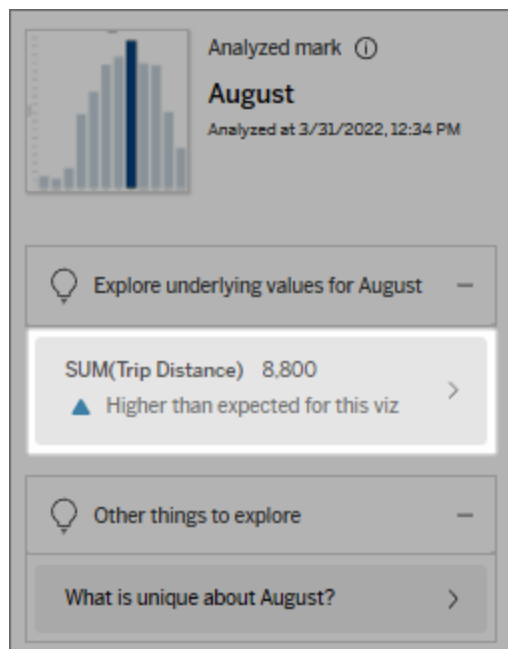 Analyzed mark
August
Analyzed at 3/31/2022, 12:34 PM
Explore underlying values for August
SUM(Trip Distance) 8,800
Higher than expected for this viz
Other things to explore
What is unique about August?